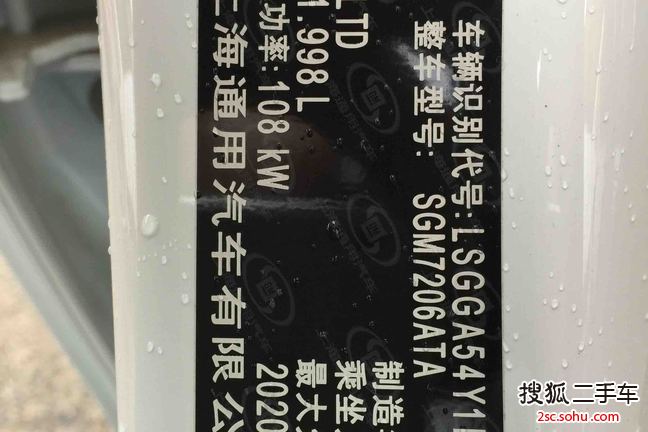 车辆识别代号:LSGGA54Y1
整车型号: SGM7206ATA
制造
LTD 乘坐
1.998L 最大
功率:108 kW 2020
上海通用汽车有限公
搜狐二手车
2sc.sohu.com